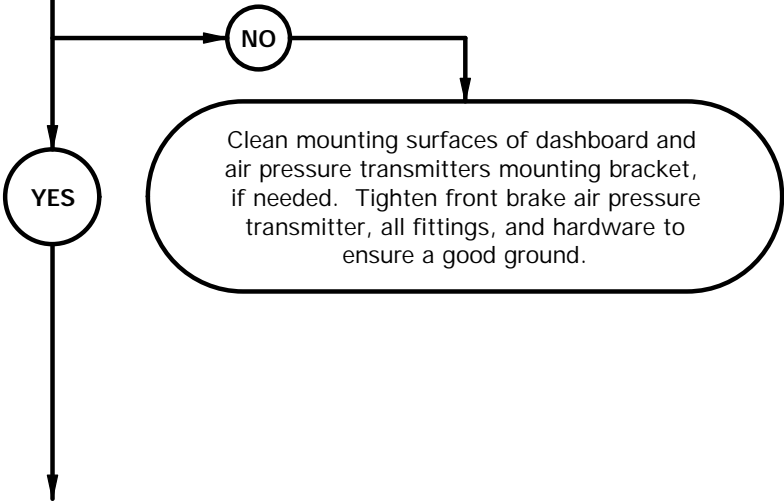 NO
Clean mounting surfaces of dashboard and
air pressure transmitters mounting bracket,
if needed.  Tighten front brake air pressure
transmitter, all fittings, and hardware to
ensure a good ground.
YES